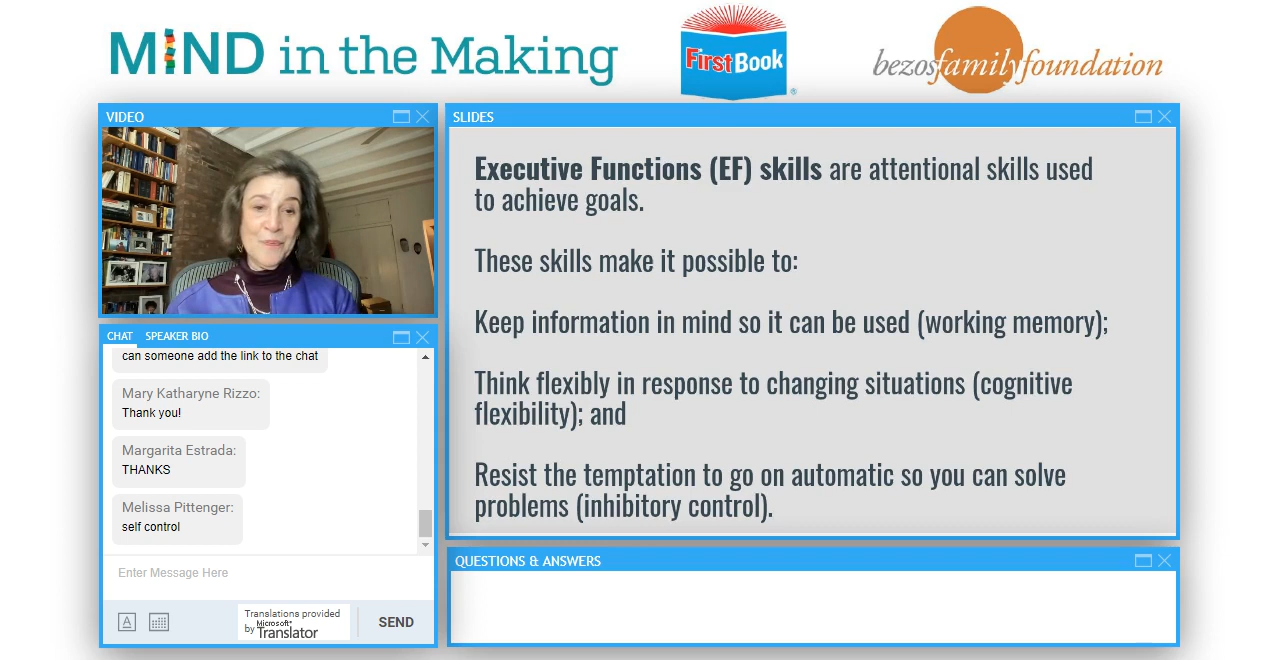 MIND in the Making
First Book
®
bezosfamilyfoundation
VIDEO
SLIDES
Executive Functions (EF) skills are attentional skills used
to achieve goals.
These skills make it possible to:
Keep information in mind so it can be used (working memory);
Think flexibly in response to changing situations (cognitive
flexibility); and
Resist the temptation to go on automatic so you can solve
problems (inhibitory control).
CHAT SPEAKER BIO
can someone add the link to the chat
Mary Katharyne Rizzo:
Thank you!
Margarita Estrada:
THANKS
Melissa Pittenger:
self control
Enter Message Here
A
Translations provided
by Microsoft®
Translator
SEND
QUESTIONS & ANSWERS